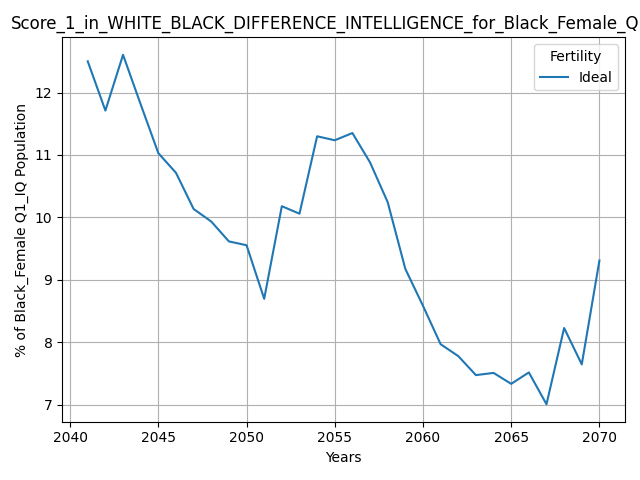 Score_1_in_WHITE_BLACK_DIFFERENCE_INTELLIGENCE_for_Black_Female_Q
Fertility
Ideal
12
11
10
9
8
7
% of Black_Female Q1_IQ Population
2040 2045 2050 2055 2060 2065 2070
Years